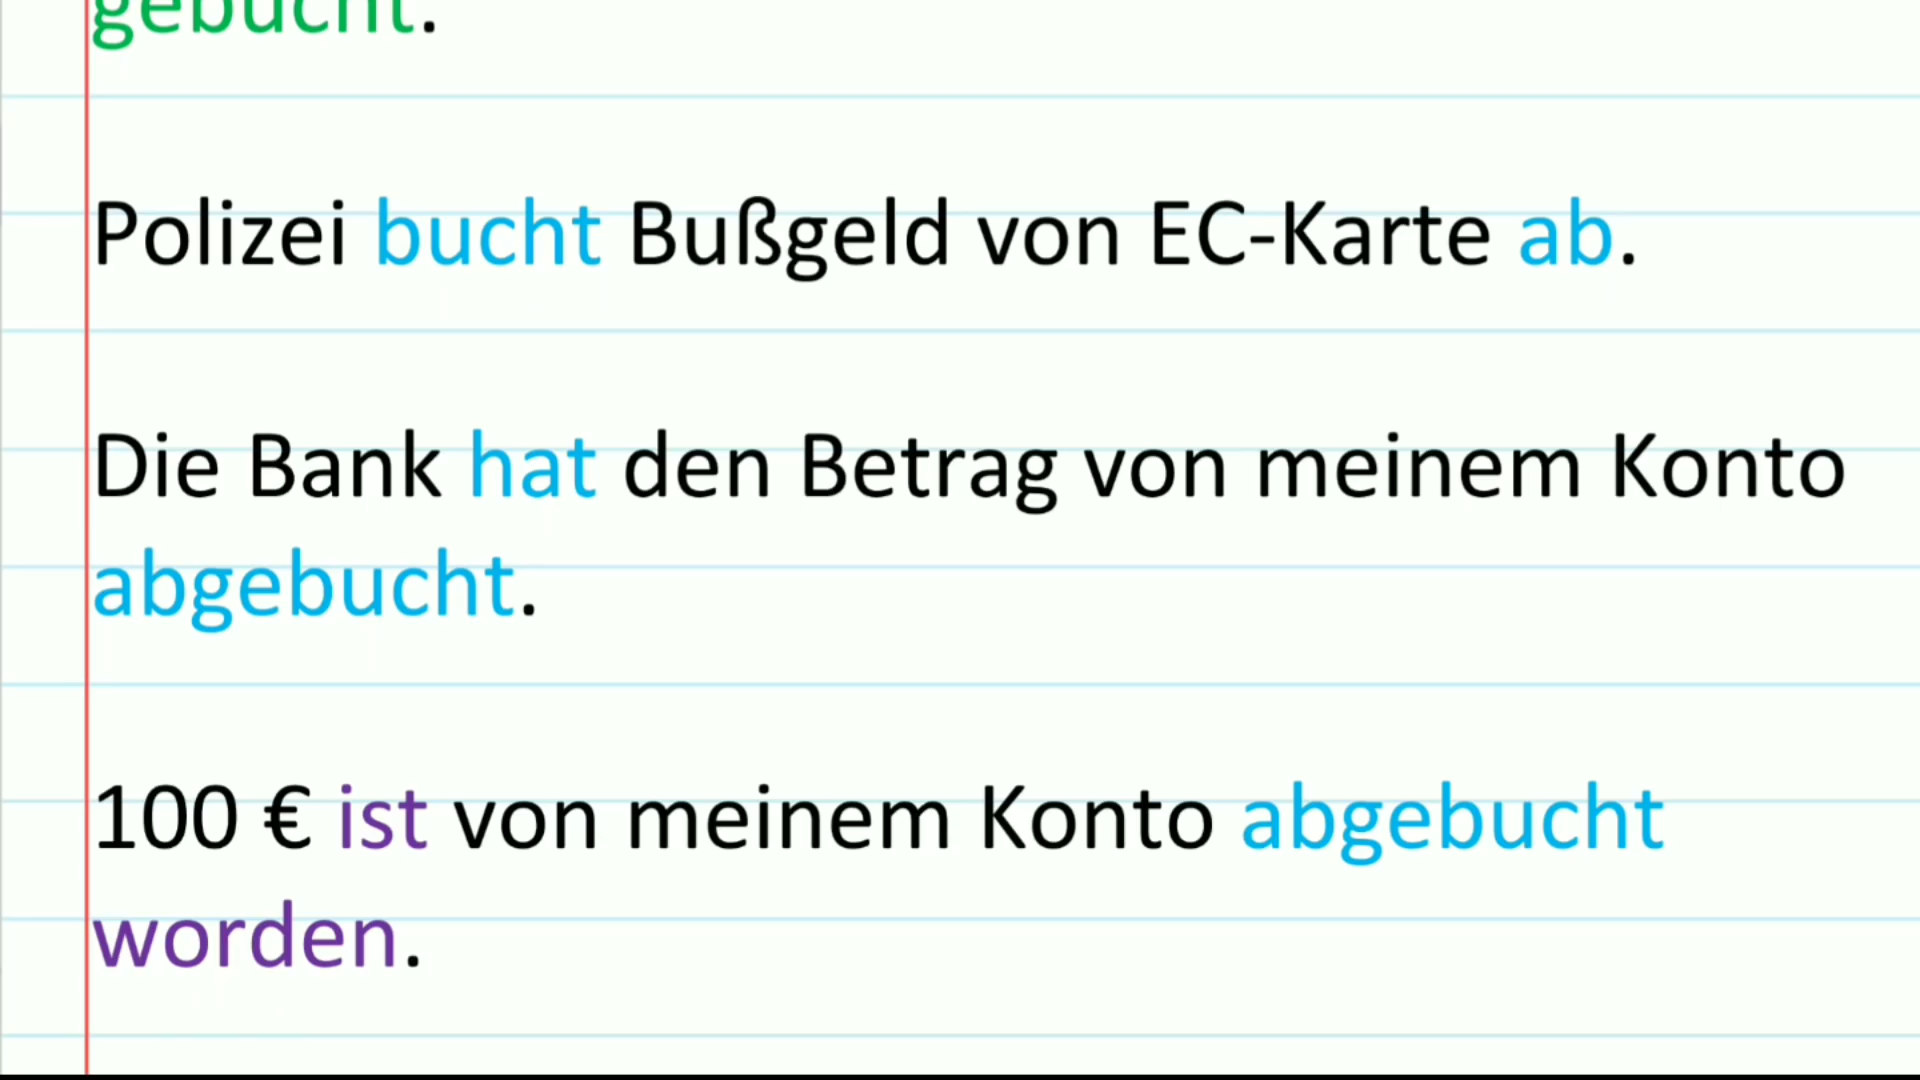 gebucht.
Polizei bucht Bußgeld von EC-Karte ab.
Die Bank hat den Betrag von meinem Konto
abgebucht.
100 € ist von meinem Konto abgebucht
worden.